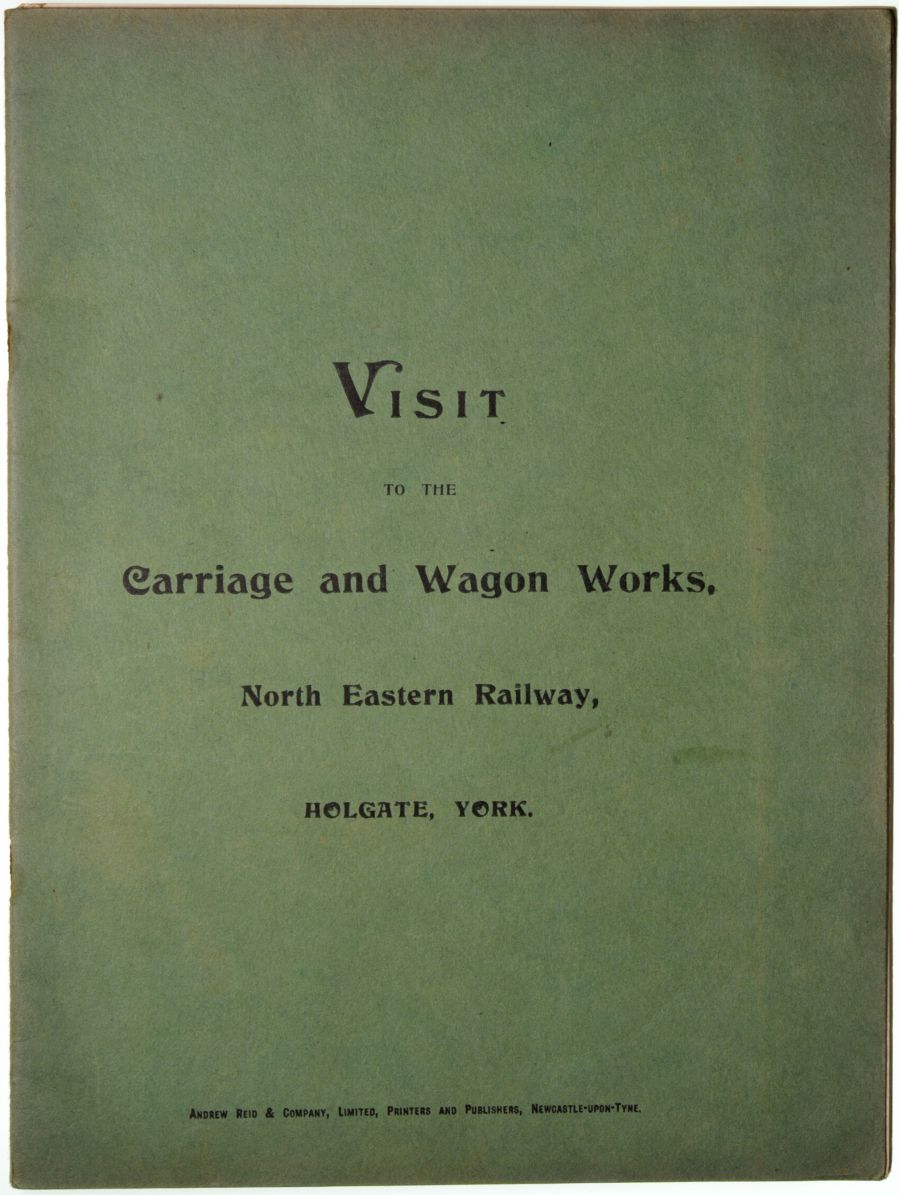 VISIT
TO THE
Carriage and Wagon Works,
North Eastern Railway,
HOLGATE, YORK.
ANDREW REID & COMPANY, LIMITED, PRINTERS AND PUBLISHERS, NEWCASTLE-UPON-TYNE.